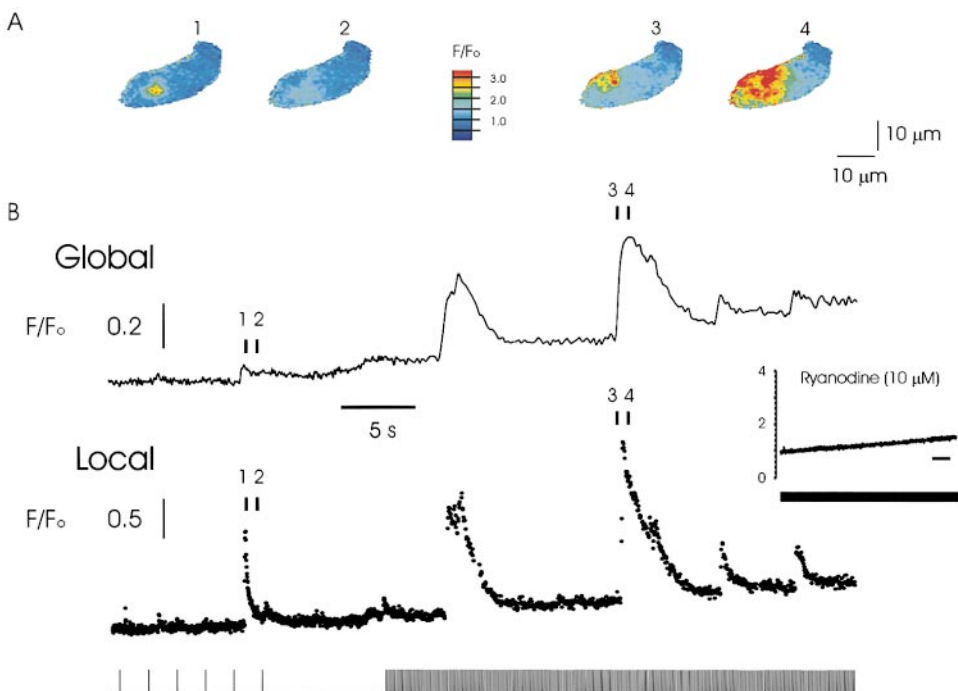 A
1
2
3
4
F/Fo
3.0
2.0
1.0
10 μm
10 μm
B
Global
F/Fo 0.2
1 2
3 4
5 s
Local
F/Fo 0.5
1 2
3 4
Ryanodine (10 μM)
4
2
0